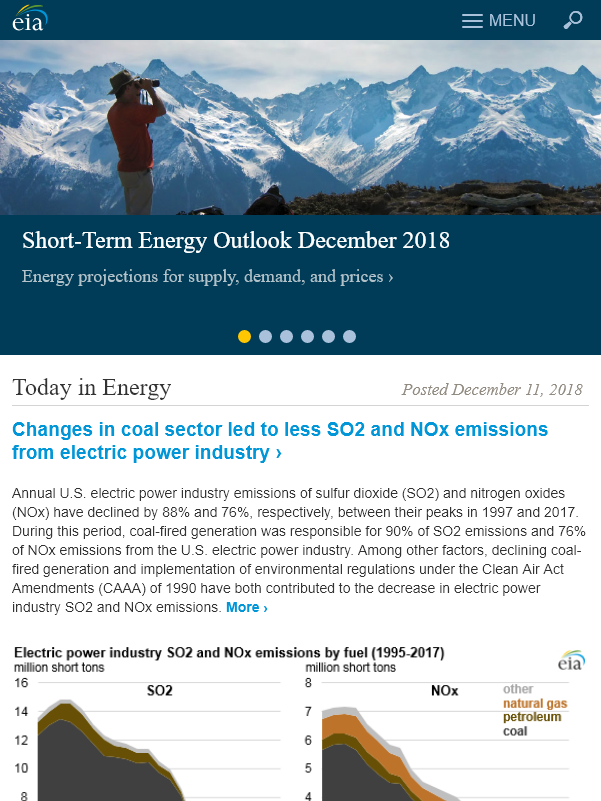 eia
MENU
Short-Term Energy Outlook December 2018
Energy projections for supply, demand, and prices ›
Today in Energy
Posted December 11, 2018
Changes in coal sector led to less SO2 and NOx emissions
from electric power industry ›
Annual U.S. electric power industry emissions of sulfur dioxide (SO2) and nitrogen oxides
(NOx) have declined by 88% and 76%, respectively, between their peaks in 1997 and 2017.
During this period, coal-fired generation was responsible for 90% of SO2 emissions and 76%
of NOx emissions from the U.S. electric power industry. Among other factors, declining coal-
fired generation and implementation of environmental regulations under the Clean Air Act
Amendments (CAAA) of 1990 have both contributed to the decrease in electric power
industry SO2 and NOx emissions. More ›
Electric power industry SO2 and NOx emissions by fuel (1995-2017)
eia
million short tons
16
14
12
10
8
SO2
million short tons
8
7
6
5
4
NOx
other
natural gas
petroleum
coal